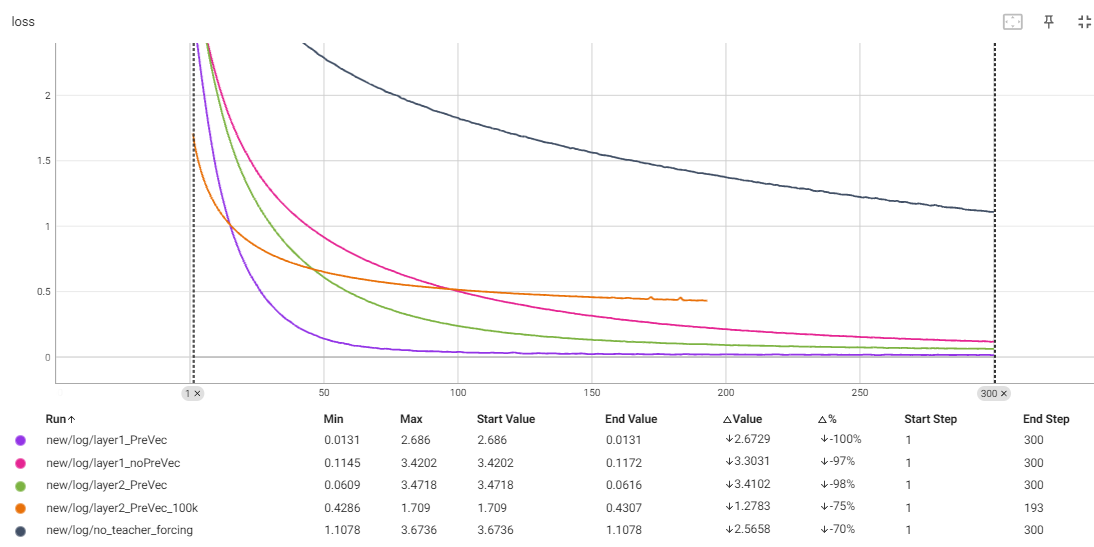 loss
2
1.5
1
0.5
0
1 ×
50
100
150
200
250
300 ×
Run↑ Min Max Start Value End Value △Value △% Start Step End Step
new/log/layer1_PreVec 0.0131 2.686 2.686 0.0131 ↓2.6729 ↓-100% 1 300
new/log/layer1_noPreVec 0.1145 3.4202 3.4202 0.1172 ↓3.3031 ↓-97% 1 300
new/log/layer2_PreVec 0.0609 3.4718 3.4718 0.0616 ↓3.4102 ↓-98% 1 300
new/log/layer2_PreVec_100k 0.4286 1.709 1.709 0.4307 ↓1.2783 ↓-75% 1 193
new/log/no_teacher_forcing 1.1078 3.6736 3.6736 1.1078 ↓2.5658 ↓-70% 1 300